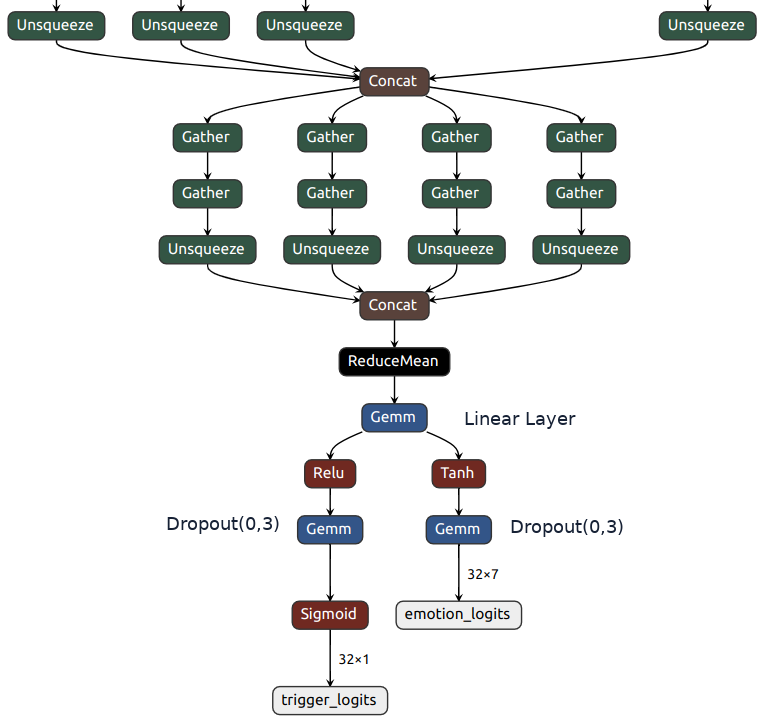 Unsqueeze Unsqueeze Unsqueeze Unsqueeze
Concat
Gather Gather Gather Gather
Gather Gather Gather Gather
Unsqueeze Unsqueeze Unsqueeze Unsqueeze
Concat
ReduceMean
Gemm Linear Layer
Relu Tanh
Dropout(0,3) Gemm Gemm Dropout(0,3)
32×7
Sigmoid emotion_logits
32×1
trigger_logits